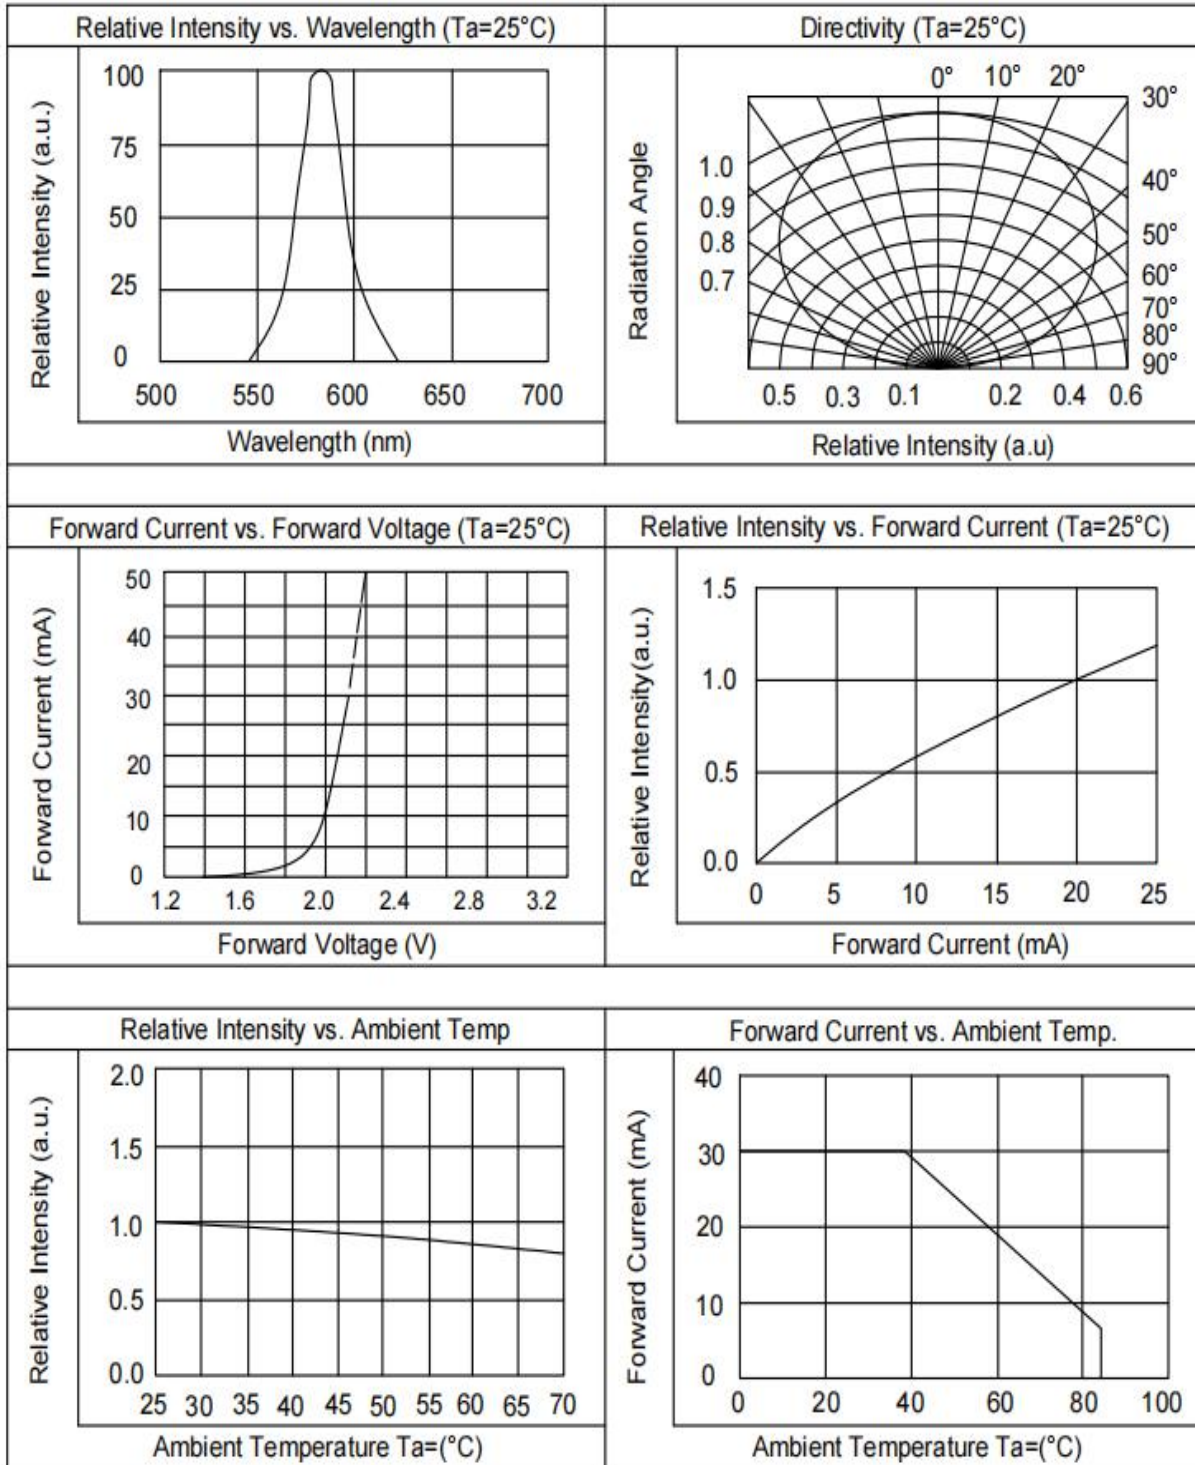 Relative Intensity vs. Wavelength (Ta=25°C)
Relative Intensity (a.u.)
100
75
50
25
0
500 550 600 650 700
Wavelength (nm)
Directivity (Ta=25°C)
Radiation Angle
0° 10° 20° 30°
40°
50°
60°
70°
80°
90°
1.0
0.9
0.8
0.7
0.5 0.3 0.1 0.2 0.4 0.6
Relative Intensity (a.u)
Forward Current vs. Forward Voltage (Ta=25°C)
Forward Current (mA)
50
40
30
20
10
0
1.2 1.6 2.0 2.4 2.8 3.2
Forward Voltage (V)
Relative Intensity vs. Forward Current (Ta=25°C)
Relative Intensity(a.u.)
1.5
1.0
0.5
0.0
0 5 10 15 20 25
Forward Current (mA)
Relative Intensity vs. Ambient Temp
Relative Intensity (a.u.)
2.0
1.5
1.0
0.5
0.0
25 30 35 40 45 50 55 60 65 70
Ambient Temperature Ta=(°C)
Forward Current vs. Ambient Temp.
Forward Current (mA)
40
30
20
10
0
0 20 40 60 80 100
Ambient Temperature Ta=(°C)